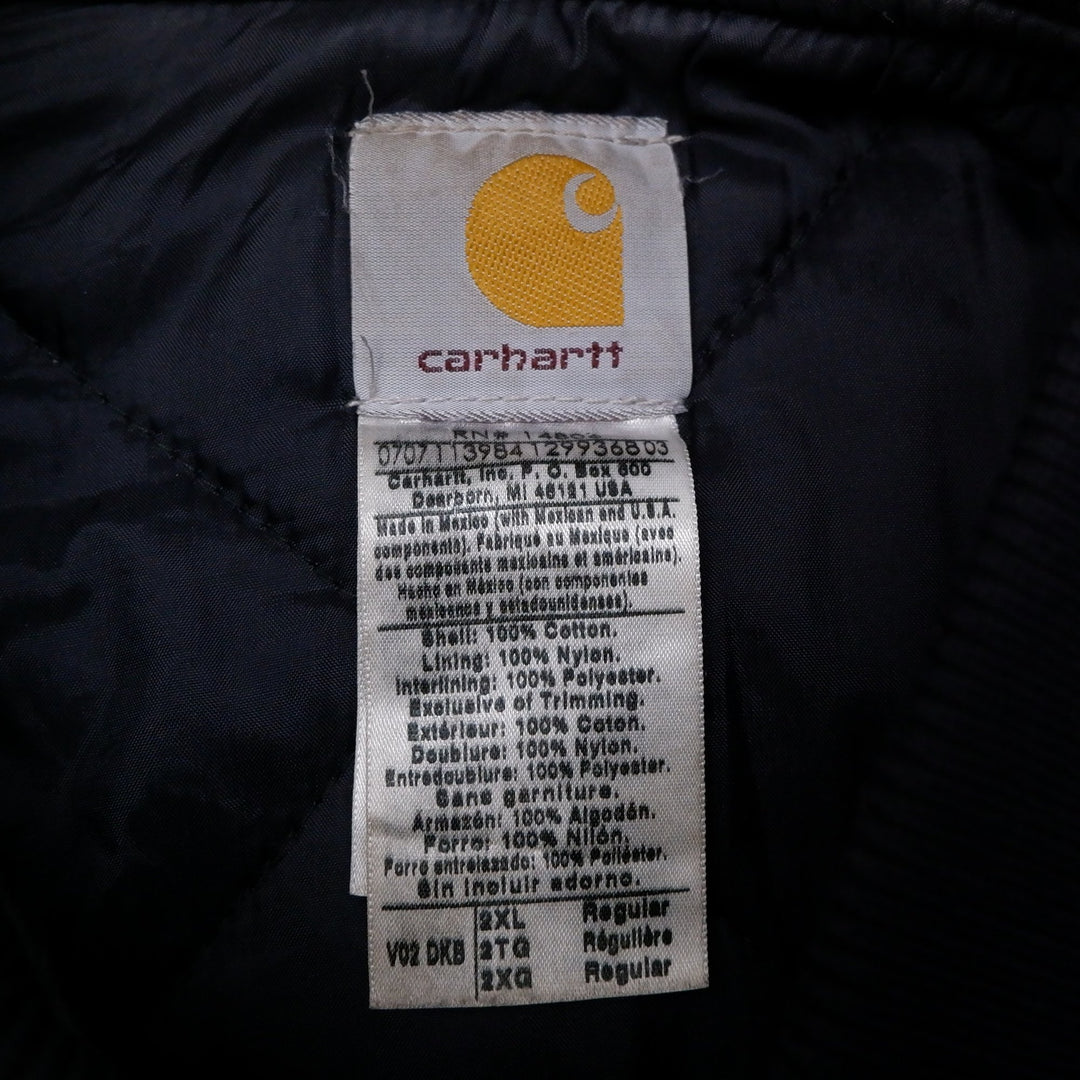 carhartt
RN# 14806
0707113984129936803
Carhartt, Inc. P. O. Box 600
Dearborn, MI 48121 USA
Made in Mexico (with Mexican and U.S.A.
components). Fabriqué au Mexique (avec
des composants mexicains et américains).
Hecho en México (con componentes
mexicanos y estadounidenses).
Shell: 100% Cotton.
Lining: 100% Nylon.
Interlining: 100% Polyester.
Exclusive of Trimming.
Extérieur: 100% Coton.
Doublure: 100% Nylon.
Entredoublure: 100% Polyester.
Sans garniture.
Armazón: 100% Algodón.
Forro: 100% Nilón.
Forro entrelazado: 100% Poliéster.
Sin incluir adorno.
V02 DKB
2XL Regular
2TG Régulière
2XG Regular